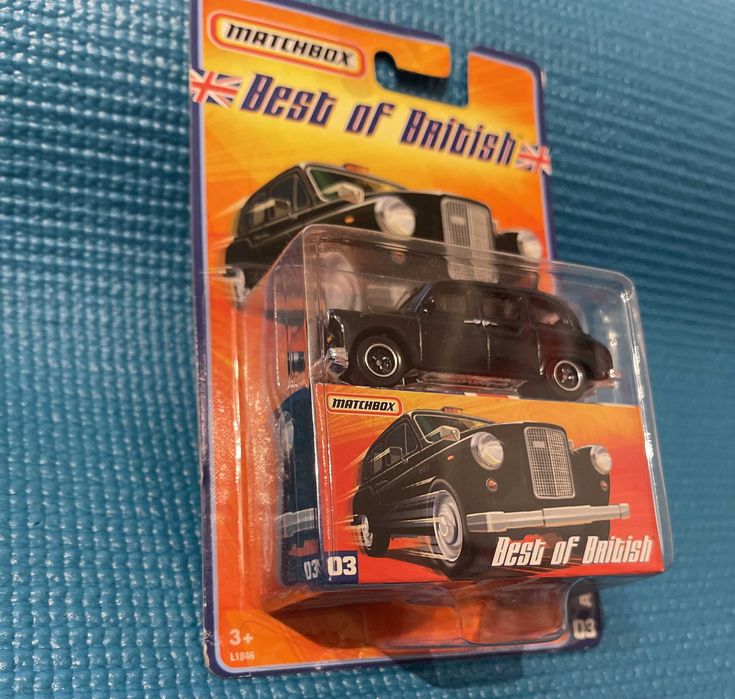 MATCHBOX
Best of British
MATCHBOX
Best of British
03
03
3+
L1846
A
03